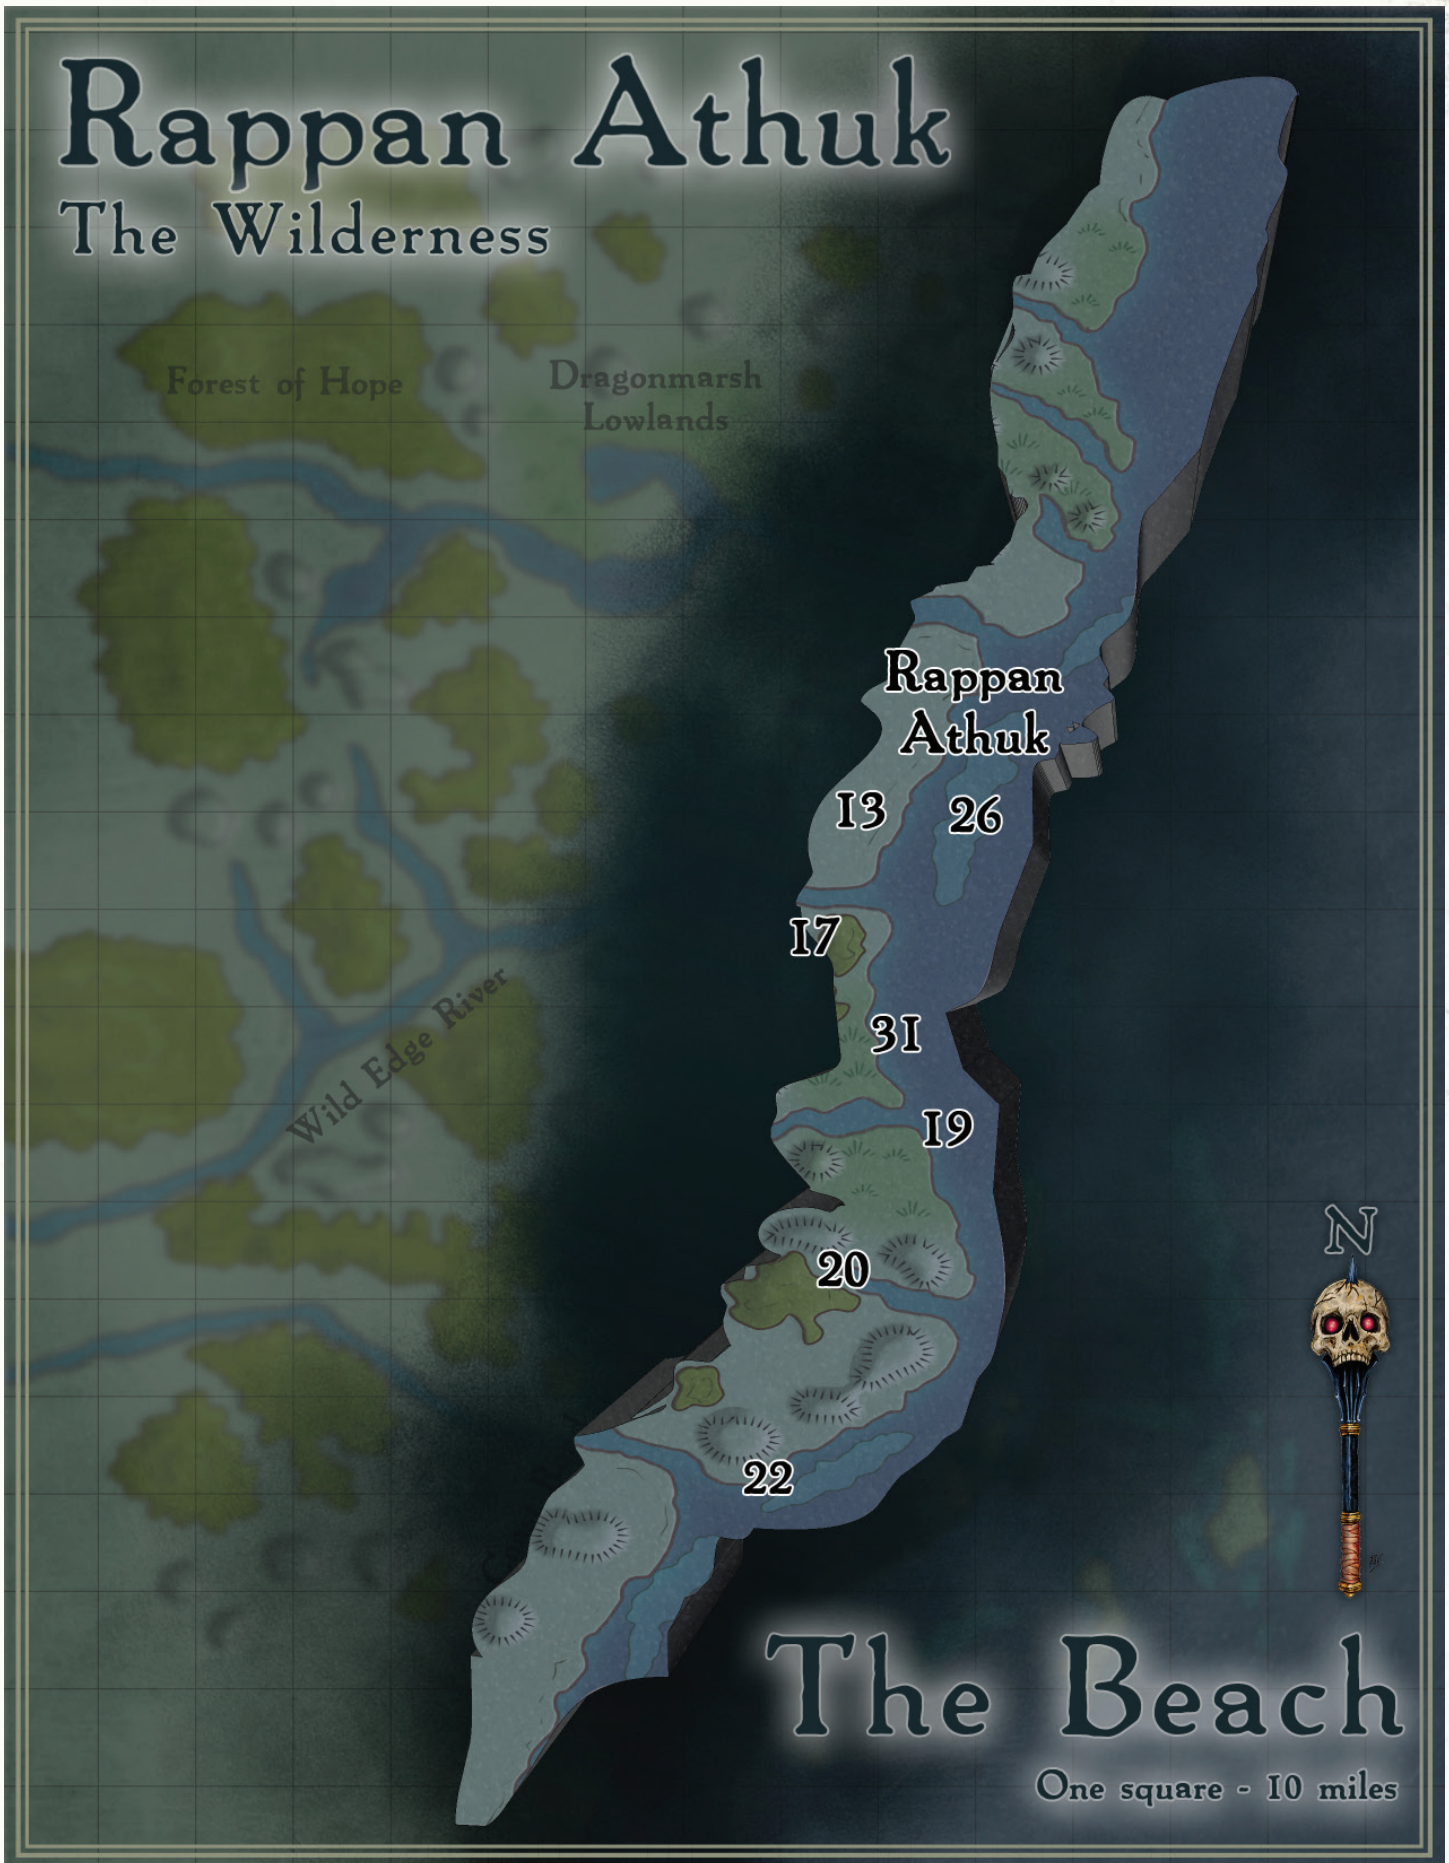 Rappan Athuk
The Wilderness
Forest of Hope
Dragonmarsh
Lowlands
Rappan
Athuk
13
26
17
31
Wild Edge River
19
20
22
N
The Beach
One square - 10 miles